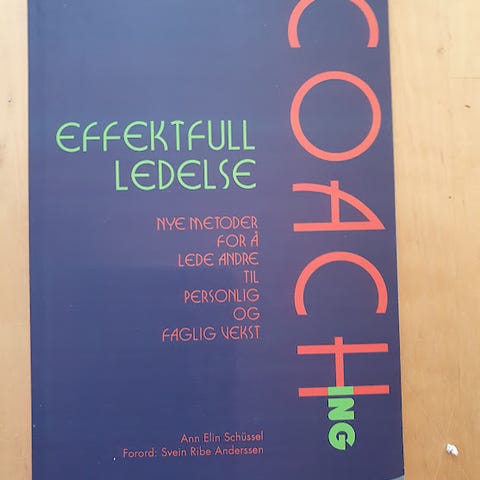 COACHING
EFFEKTFULL
LEDELSE
NYE METODER
FOR Å
LEDE ANDRE
TIL
PERSONLIG
OG
FAGLIG VEKST
Ann Elin Schüssel
Forord: Svein Ribe Anderssen